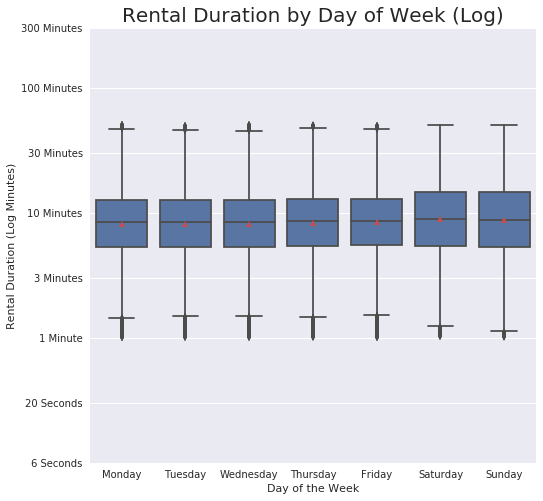 Rental Duration by Day of Week (Log)
300 Minutes
100 Minutes
30 Minutes
10 Minutes
3 Minutes
1 Minute
20 Seconds
6 Seconds
Rental Duration (Log Minutes)
Monday Tuesday Wednesday Thursday Friday Saturday Sunday
Day of the Week